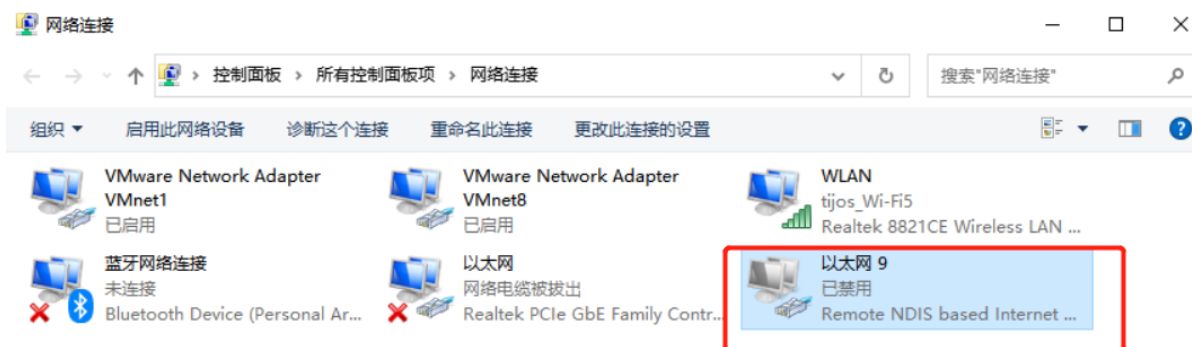 网络连接
控制面板 › 所有控制面板项 › 网络连接
搜索"网络连接"
组织
启用此网络设备
诊断这个连接
重命名此连接
更改此连接的设置
VMware Network Adapter
VMnet1
已启用
VMware Network Adapter
VMnet8
已启用
WLAN
tijos_Wi-Fi5
Realtek 8821CE Wireless LAN ...
蓝牙网络连接
未连接
Bluetooth Device (Personal Ar...
以太网
网络电缆被拔出
Realtek PCIe GbE Family Contr...
以太网 9
已禁用
Remote NDIS based Internet ...